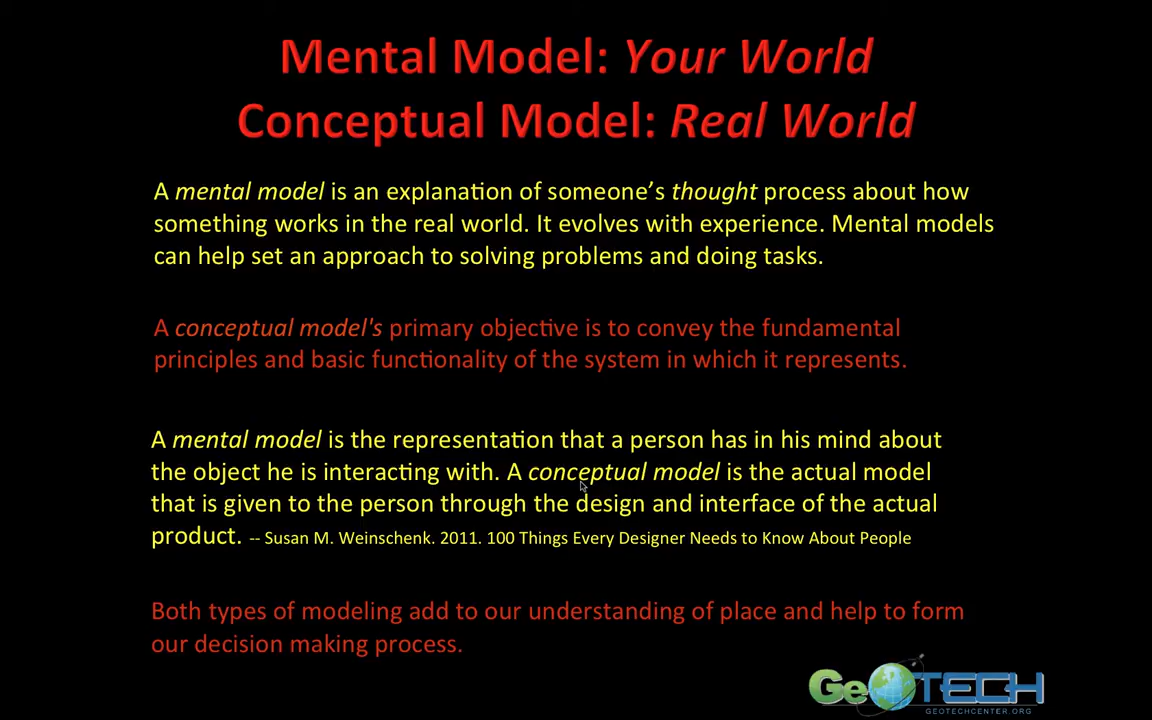 Mental Model: Your World
Conceptual Model: Real World
A mental model is an explanation of someone’s thought process about how
something works in the real world. It evolves with experience. Mental models
can help set an approach to solving problems and doing tasks.
A conceptual model's primary objective is to convey the fundamental
principles and basic functionality of the system in which it represents.
A mental model is the representation that a person has in his mind about
the object he is interacting with. A conceptual model is the actual model
that is given to the person through the design and interface of the actual
product. -- Susan M. Weinschenk. 2011. 100 Things Every Designer Needs to Know About People
Both types of modeling add to our understanding of place and help to form
our decision making process.
GeoTECH
GEOTECHCENTER.ORG